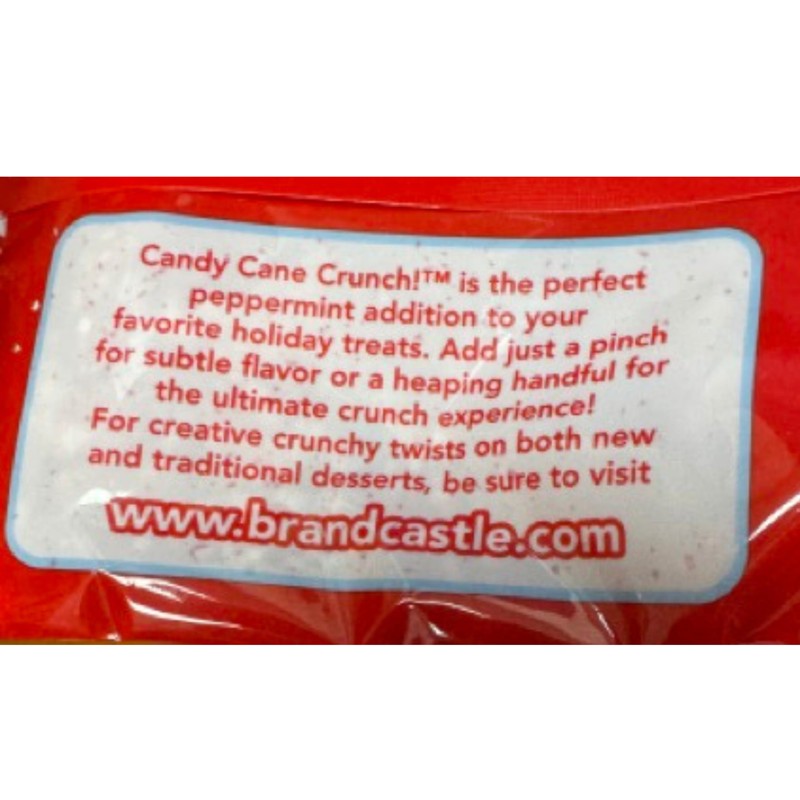 Candy Cane Crunch!™ is the perfect
peppermint addition to your
favorite holiday treats. Add just a pinch
for subtle flavor or a heaping handful for
the ultimate crunch experience!
For creative crunchy twists on both new
and traditional desserts, be sure to visit
www.brandcastle.com